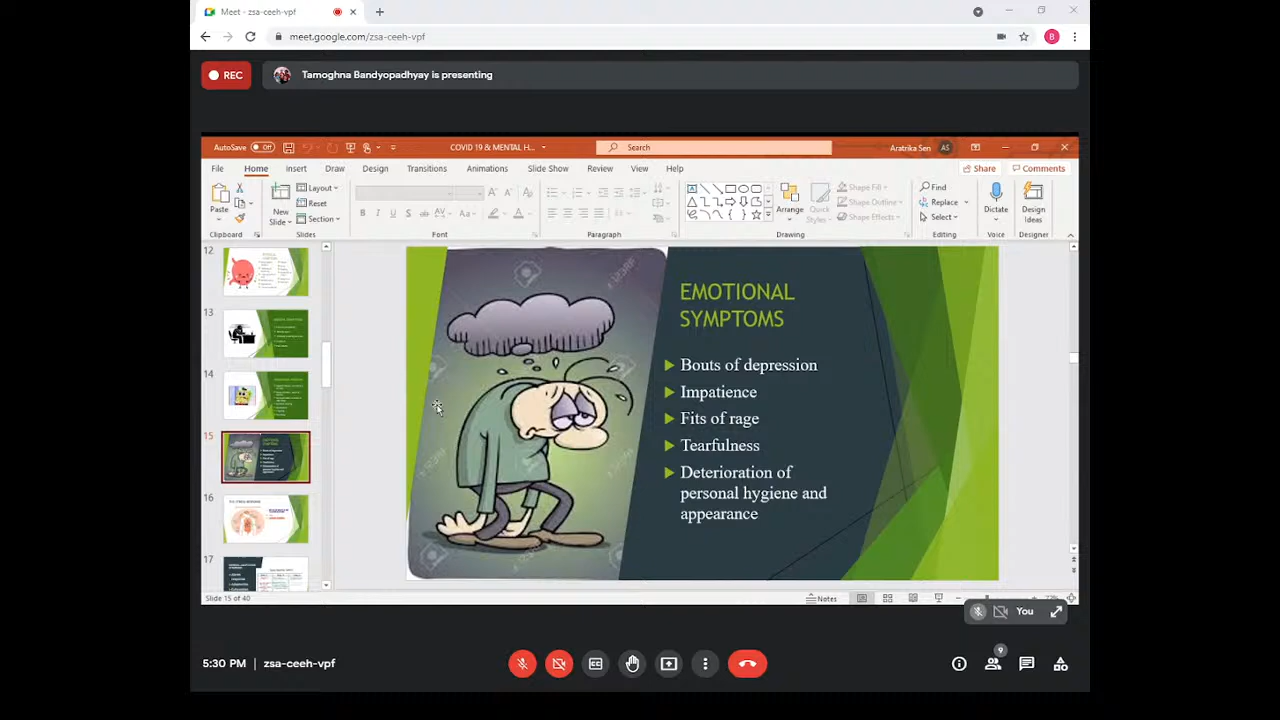 Meet - zsa-ceeh-vpf
meet.google.com/zsa-ceeh-vpf
B
REC
Tamoghna Bandyopadhyay is presenting
AutoSave Off
COVID 19 & MENTAL H...
Search
Aratrika Sen AS
File Home Insert Draw Design Transitions Animations Slide Show Review View Help
Share Comments
Paste
New Slide
Layout
Reset
Section
B I U S ab AV Aa A
Arrange
Quick Styles
Shape Fill
Shape Outline
Shape Effects
Find
Replace
Select
Dictate
Design Ideas
Clipboard Slides Font Paragraph Drawing Editing Voice Designer
12
13
14
15
16
17
EMOTIONAL
SYMPTOMS
Bouts of depression
Impatience
Fits of rage
Tearfulness
Deterioration of
personal hygiene and
appearance
Slide 15 of 40
Notes
You
5:30 PM | zsa-ceeh-vpf
9